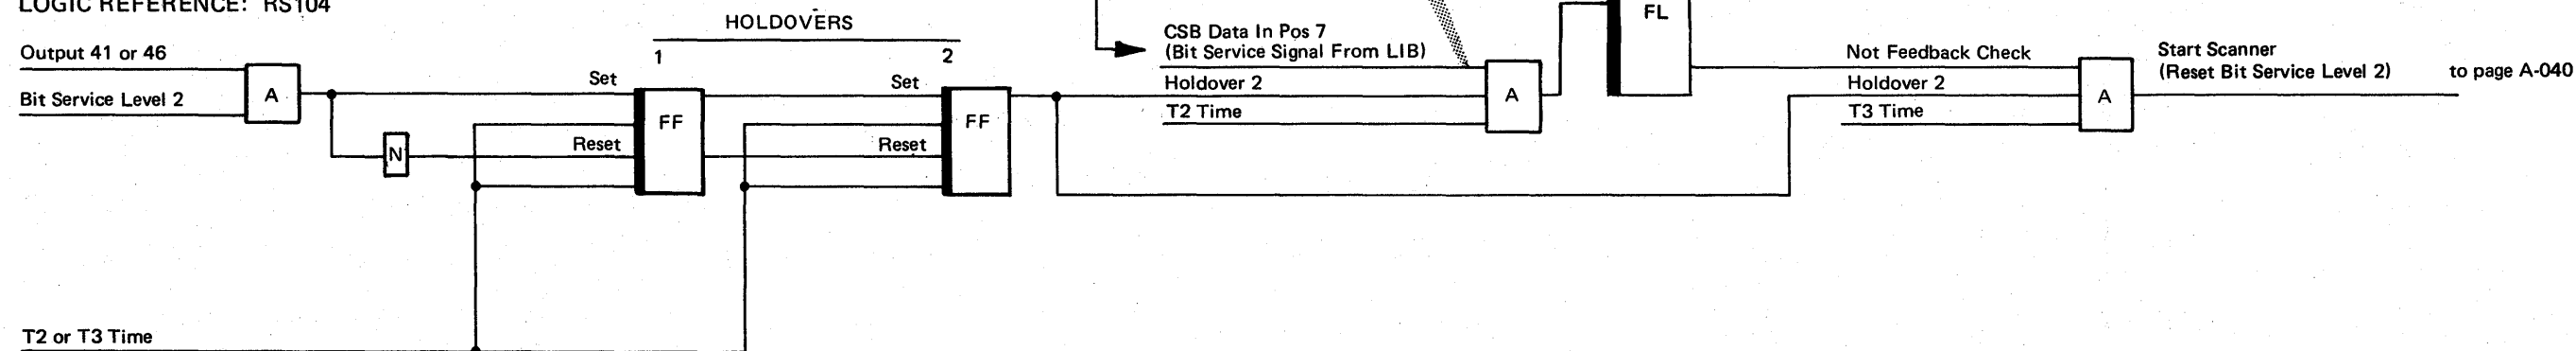 LOGIC REFERENCE: RS104
HOLDOVERS
1
2
Output 41 or 46
Bit Service Level 2
A
N
Set
Reset
FF
Set
Reset
FF
CSB Data In Pos 7
(Bit Service Signal From LIB)
Holdover 2
T2 Time
A
FL
Not Feedback Check
Holdover 2
T3 Time
A
Start Scanner
(Reset Bit Service Level 2)
to page A-040
T2 or T3 Time